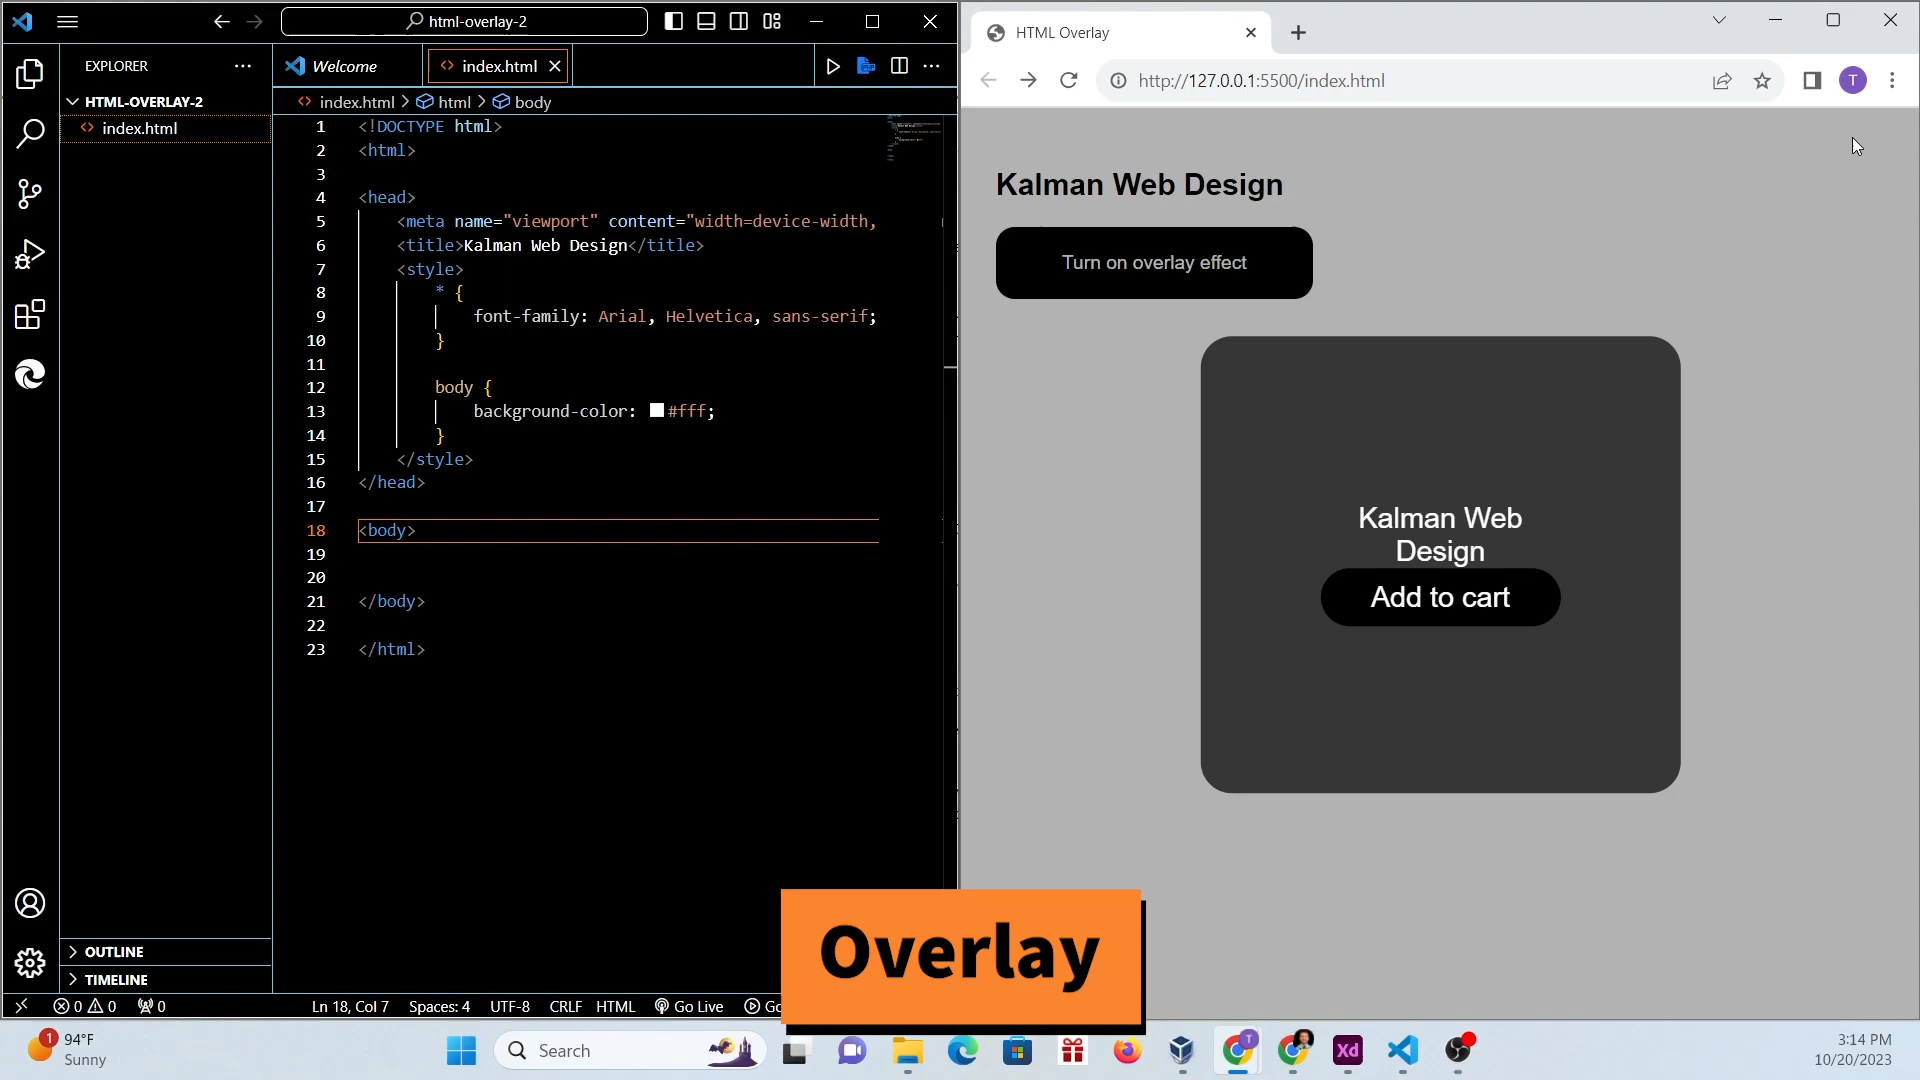 html-overlay-2
EXPLORER
HTML-OVERLAY-2
index.html
OUTLINE
TIMELINE
Welcome
index.html
index.html
html
body
1 <!DOCTYPE html>
2 <html>
3
4 <head>
5 <meta name="viewport" content="width=device-width,
6 <title>Kalman Web Design</title>
7 <style>
8 * {
9 font-family: Arial, Helvetica, sans-serif;
10 }
11
12 body {
13 background-color: #fff;
14 }
15 </style>
16 </head>
17
18 <body>
19
20
21 </body>
22
23 </html>
0 0 0
Ln 18, Col 7 Spaces: 4 UTF-8 CRLF HTML Go Live
HTML Overlay
http://127.0.0.1:5500/index.html
T
Kalman Web Design
Turn on overlay effect
Kalman Web
Design
Add to cart
Overlay
1
94°F
Sunny
Search
T
Xd
3:14 PM
10/20/2023